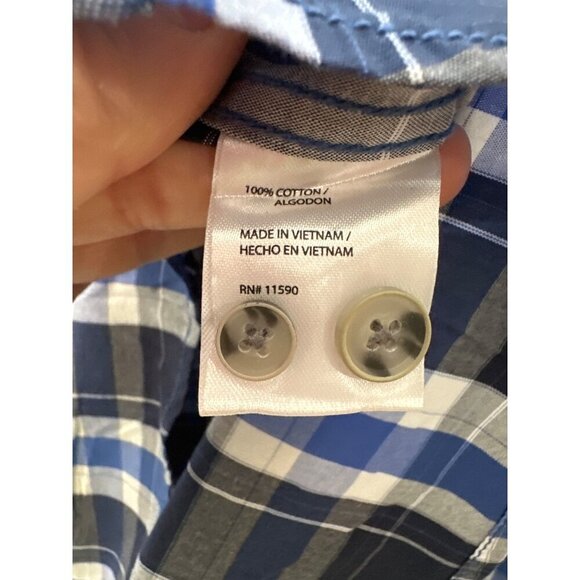 100% COTTON /
ALGODON
MADE IN VIETNAM /
HECHO EN VIETNAM
RN# 11590